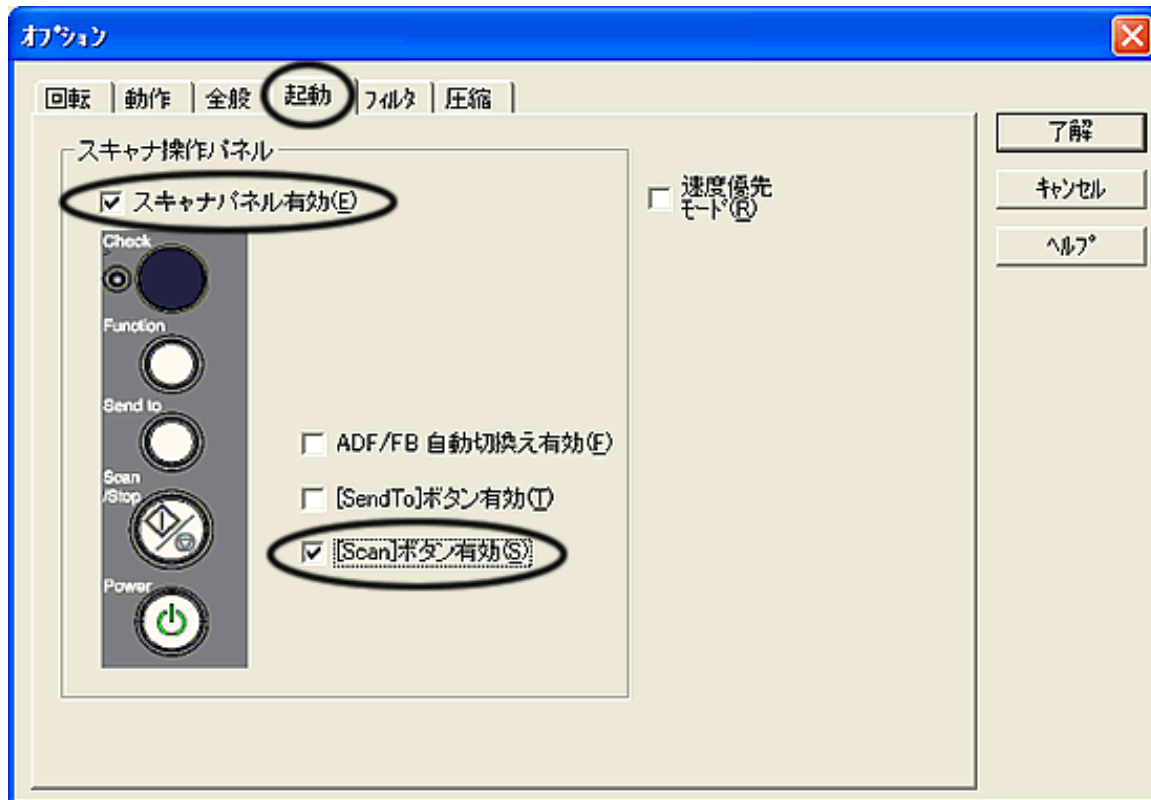 オプション
回転 動作 全般 起動 フィルタ 圧縮
スキャナ操作パネル
スキャナパネル有効(E)
速度優先
モード(R)
了解
キャンセル
ヘルプ
Check
Function
Send to
Scan
/Stop
Power
ADF/FB 自動切換え有効(F)
[SendTo]ボタン有効(T)
[Scan]ボタン有効(S)